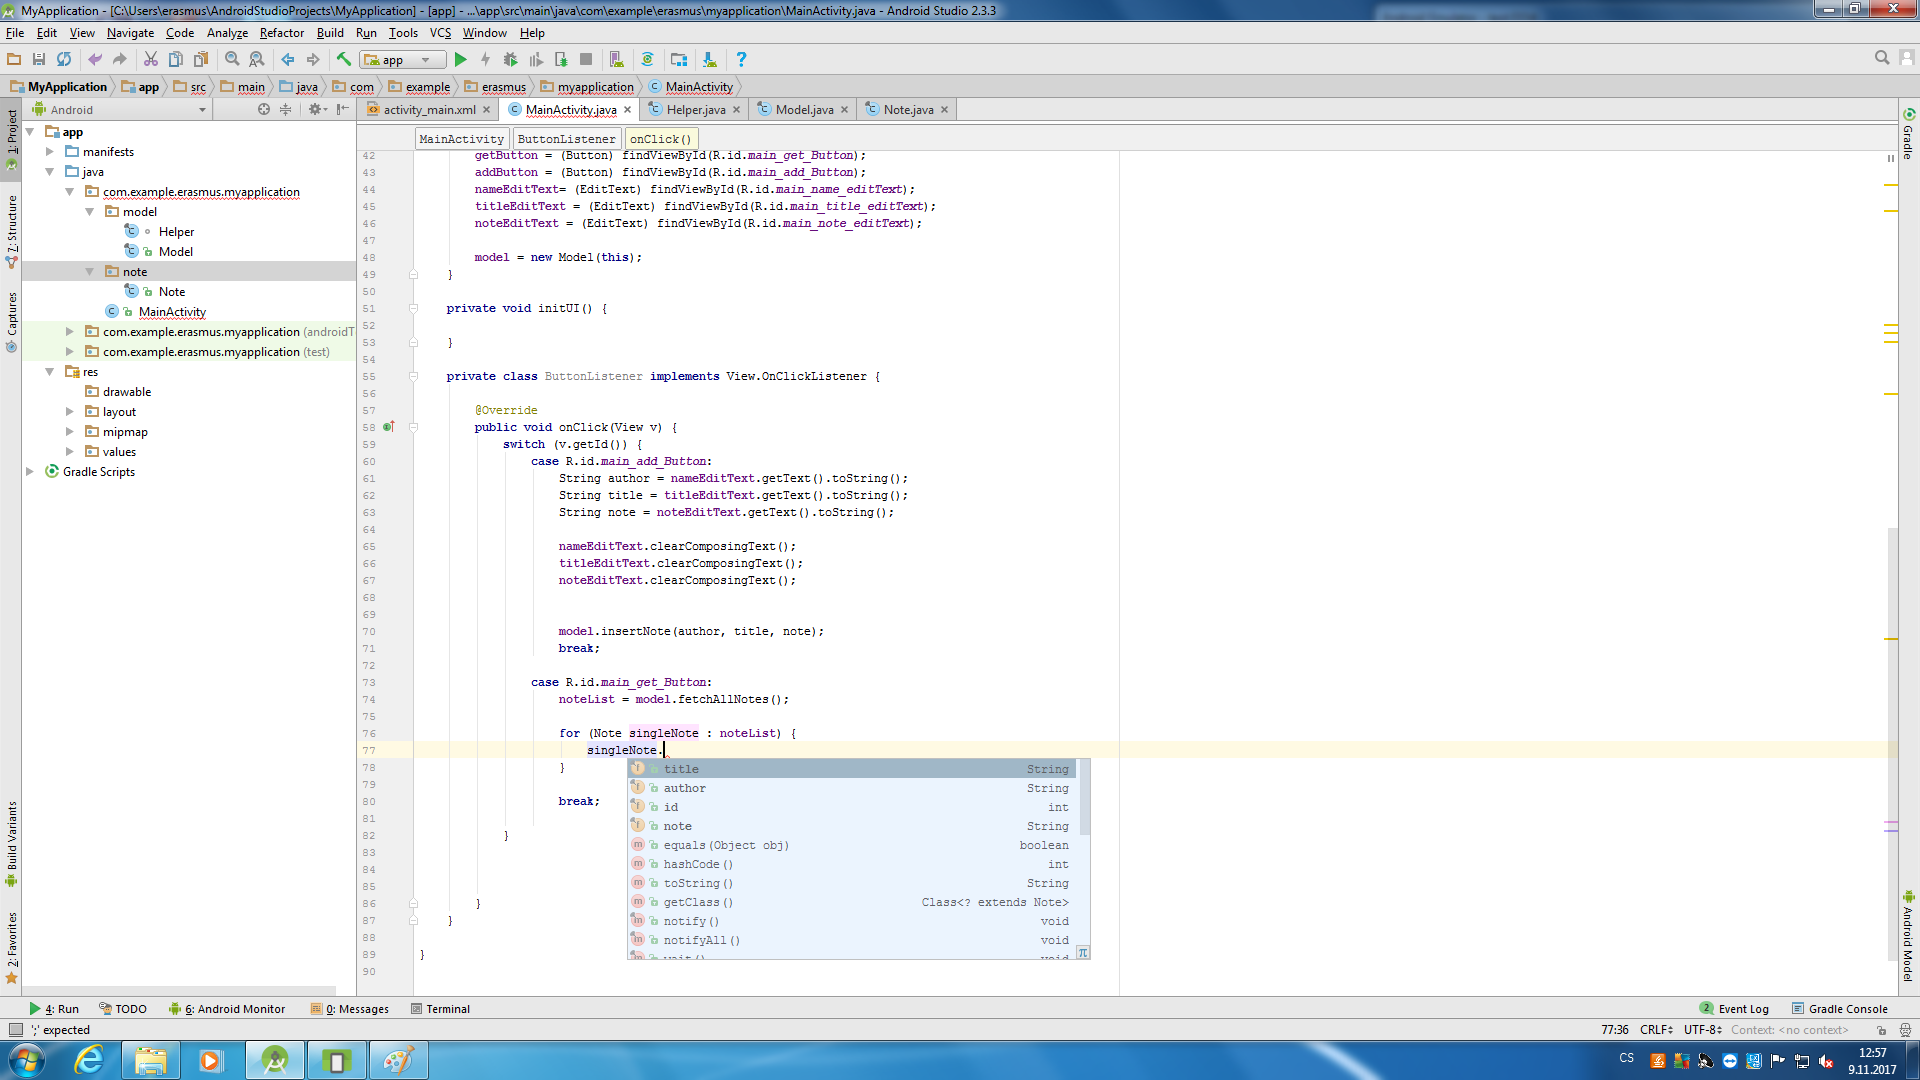 MyApplication - [C:\Users\erasmus\AndroidStudioProjects\MyApplication] - [app] - ...\app\src\main\java\com\example\erasmus\myapplication\MainActivity.java - Android Studio 2.3.3
File Edit View Navigate Code Analyze Refactor Build Run Tools VCS Window Help
app
MyApplication app src main java com example erasmus myapplication MainActivity
Android
activity_main.xml MainActivity.java Helper.java Model.java Note.java
MainActivity ButtonListener onClick()
1: Project
7: Structure
Captures
Build Variants
2: Favorites
app
manifests
java
com.example.erasmus.myapplication
model
Helper
Model
note
Note
MainActivity
com.example.erasmus.myapplication (androidT
com.example.erasmus.myapplication (test)
res
drawable
layout
mipmap
values
Gradle Scripts
42 getButton = (Button) findViewById(R.id.main_get_Button);
43 addButton = (Button) findViewById(R.id.main_add_Button);
44 nameEditText= (EditText) findViewById(R.id.main_name_editText);
45 titleEditText = (EditText) findViewById(R.id.main_title_editText);
46 noteEditText = (EditText) findViewById(R.id.main_note_editText);
47
48 model = new Model(this);
49 }
50
51 private void initUI() {
52
53 }
54
55 private class ButtonListener implements View.OnClickListener {
56
57 @Override
58 public void onClick(View v) {
59 switch (v.getId()) {
60 case R.id.main_add_Button:
61 String author = nameEditText.getText().toString();
62 String title = titleEditText.getText().toString();
63 String note = noteEditText.getText().toString();
64
65 nameEditText.clearComposingText();
66 titleEditText.clearComposingText();
67 noteEditText.clearComposingText();
68
69
70 model.insertNote(author, title, note);
71 break;
72
73 case R.id.main_get_Button:
74 noteList = model.fetchAllNotes();
75
76 for (Note singleNote : noteList) {
77 singleNote.
78 }
79
80 break;
81
82 }
83
84
85
86 }
87 }
88
89 }
90
title String
author String
id int
note String
equals(Object obj) boolean
hashCode() int
toString() String
getClass() Class<? extends Note>
notify() void
notifyAll() void
wait() void
π
Gradle
Android Model
4: Run TODO 6: Android Monitor 0: Messages Terminal 2 Event Log Gradle Console
';' expected 77:36 CRLF UTF-8 Context: <no context>
CS 12:57
9.11.2017